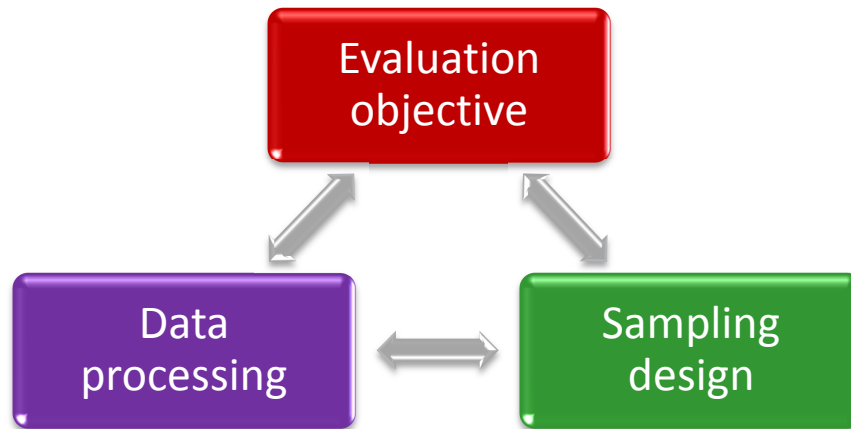 Evaluation
objective
Data
processing
Sampling
design